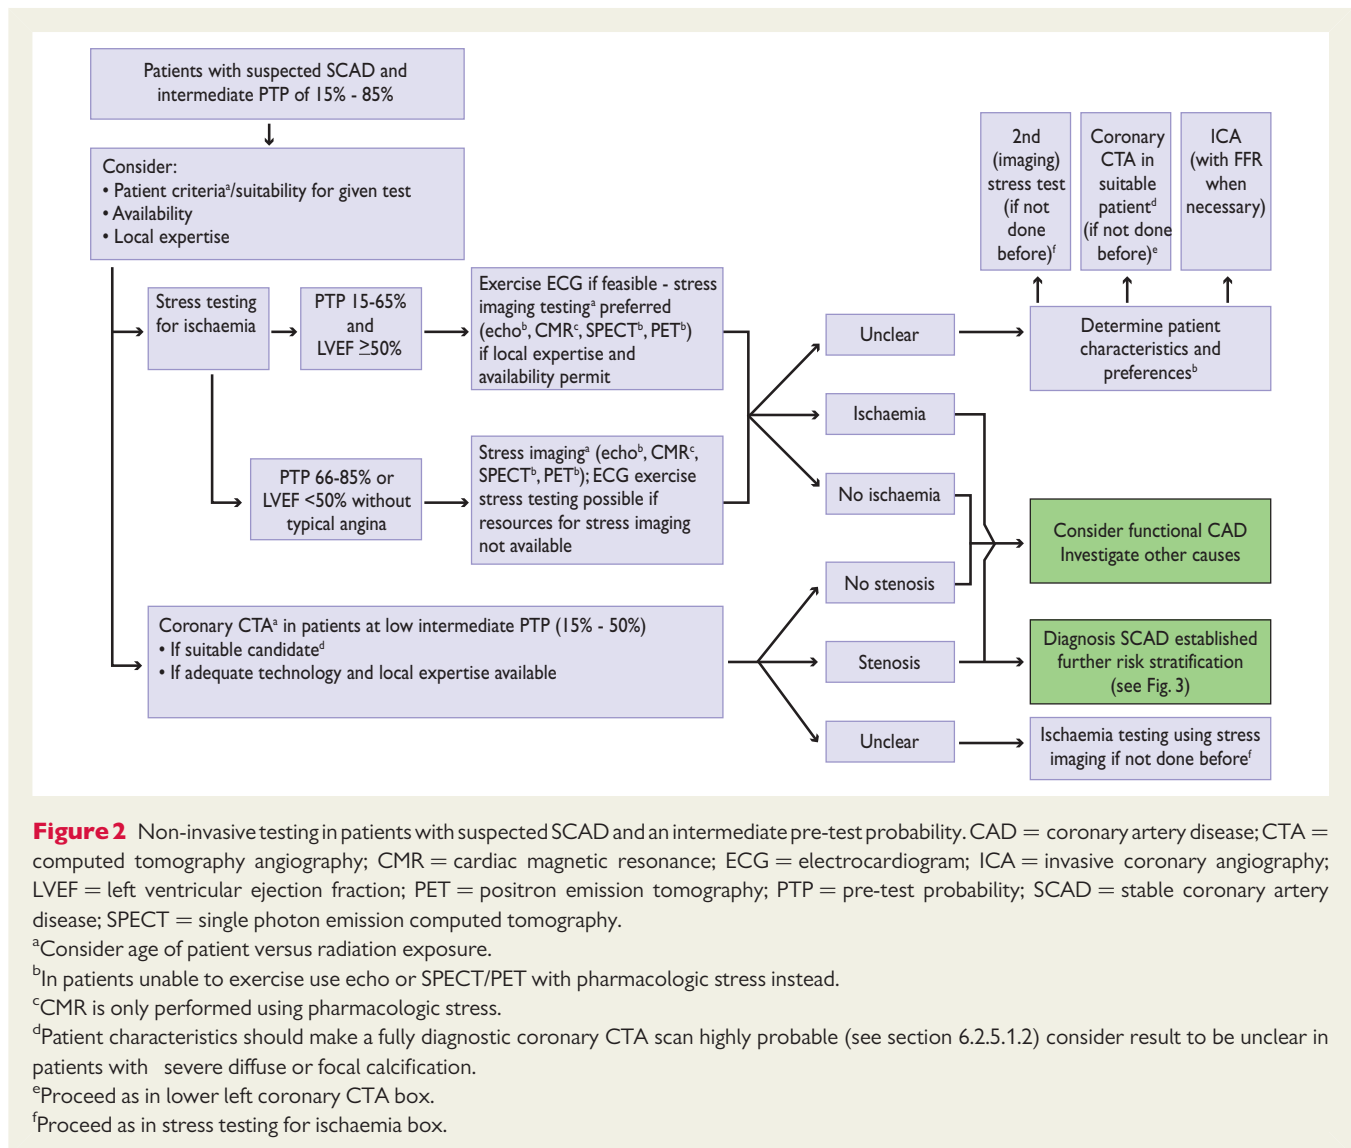 Patients with suspected SCAD and
intermediate PTP of 15% - 85%
Consider:
• Patient criteriaᵃ/suitability for given test
• Availability
• Local expertise
Stress testing
for ischaemia
PTP 15-65%
and
LVEF ≥50%
Exercise ECG if feasible - stress
imaging testingᵃ preferred
(echoᵇ, CMRᶜ, SPECTᵇ, PETᵇ)
if local expertise and
availability permit
PTP 66-85% or
LVEF <50% without
typical angina
Stress imagingᵃ (echoᵇ, CMRᶜ,
SPECTᵇ, PETᵇ); ECG exercise
stress testing possible if
resources for stress imaging
not available
Coronary CTAᵃ in patients at low intermediate PTP (15% - 50%)
• If suitable candidateᵈ
• If adequate technology and local expertise available
Unclear
Ischaemia
No ischaemia
No stenosis
Stenosis
Unclear
2nd
(imaging)
stress test
(if not
done
before)ᶠ
Coronary
CTA in
suitable
patientᵈ
(if not done
before)ᵉ
ICA
(with FFR
when
necessary)
Determine patient
characteristics and
preferencesᵇ
Consider functional CAD
Investigate other causes
Diagnosis SCAD established
further risk stratification
(see Fig. 3)
Ischaemia testing using stress
imaging if not done beforeᶠ
Figure 2 Non-invasive testing in patients with suspected SCAD and an intermediate pre-test probability. CAD = coronary artery disease; CTA =
computed tomography angiography; CMR = cardiac magnetic resonance; ECG = electrocardiogram; ICA = invasive coronary angiography;
LVEF = left ventricular ejection fraction; PET = positron emission tomography; PTP = pre-test probability; SCAD = stable coronary artery
disease; SPECT = single photon emission computed tomography.
ᵃConsider age of patient versus radiation exposure.
ᵇIn patients unable to exercise use echo or SPECT/PET with pharmacologic stress instead.
ᶜCMR is only performed using pharmacologic stress.
ᵈPatient characteristics should make a fully diagnostic coronary CTA scan highly probable (see section 6.2.5.1.2) consider result to be unclear in
patients with severe diffuse or focal calcification.
ᵉProceed as in lower left coronary CTA box.
ᶠProceed as in stress testing for ischaemia box.